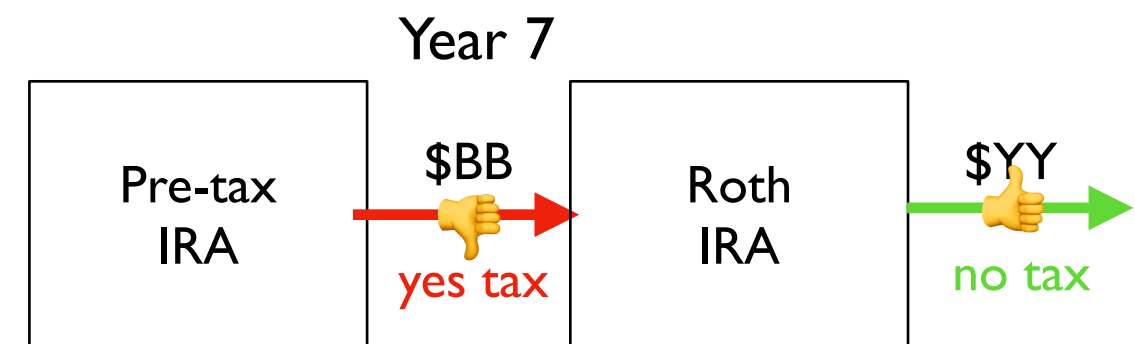 Year 7
Pre-tax
IRA
$BB
yes tax
Roth
IRA
$YY
no tax